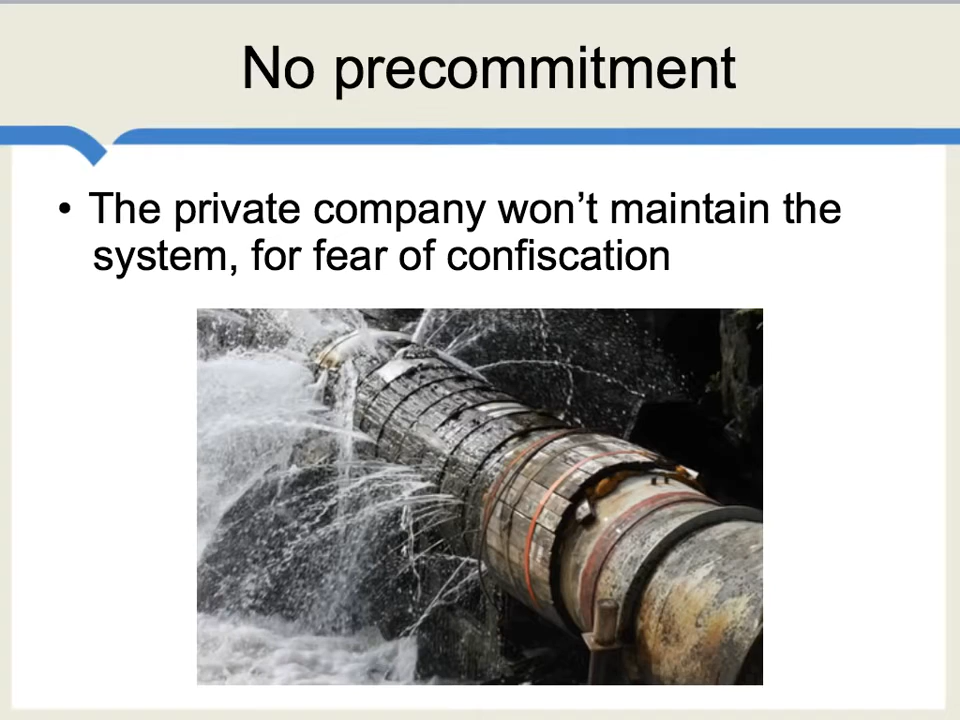 No precommitment
• The private company won’t maintain the
system, for fear of confiscation